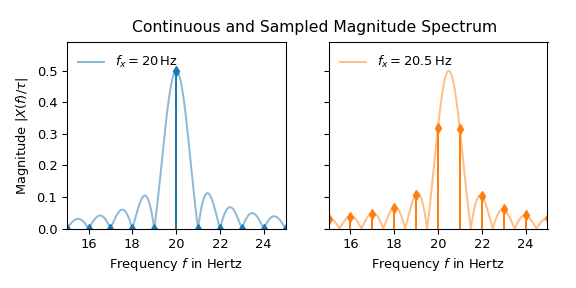 Continuous and Sampled Magnitude Spectrum
Magnitude |X(f)/τ|
0.5
0.4
0.3
0.2
0.1
0.0
f_x = 20 Hz
16 18 20 22 24
Frequency f in Hertz
f_x = 20.5 Hz
16 18 20 22 24
Frequency f in Hertz